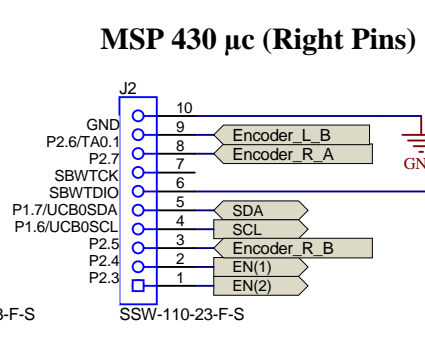 MSP 430 µc (Right Pins)
J2
GND 10
P2.6/TA0.1 9 Encoder_L_B
P2.7 8 Encoder_R_A
SBWTCK 7
SBWTDIO 6
P1.7/UCB0SDA 5 SDA
P1.6/UCB0SCL 4 SCL
P2.5 3 Encoder_R_B
P2.4 2 EN(1)
P2.3 1 EN(2)
GN
-F-S SSW-110-23-F-S